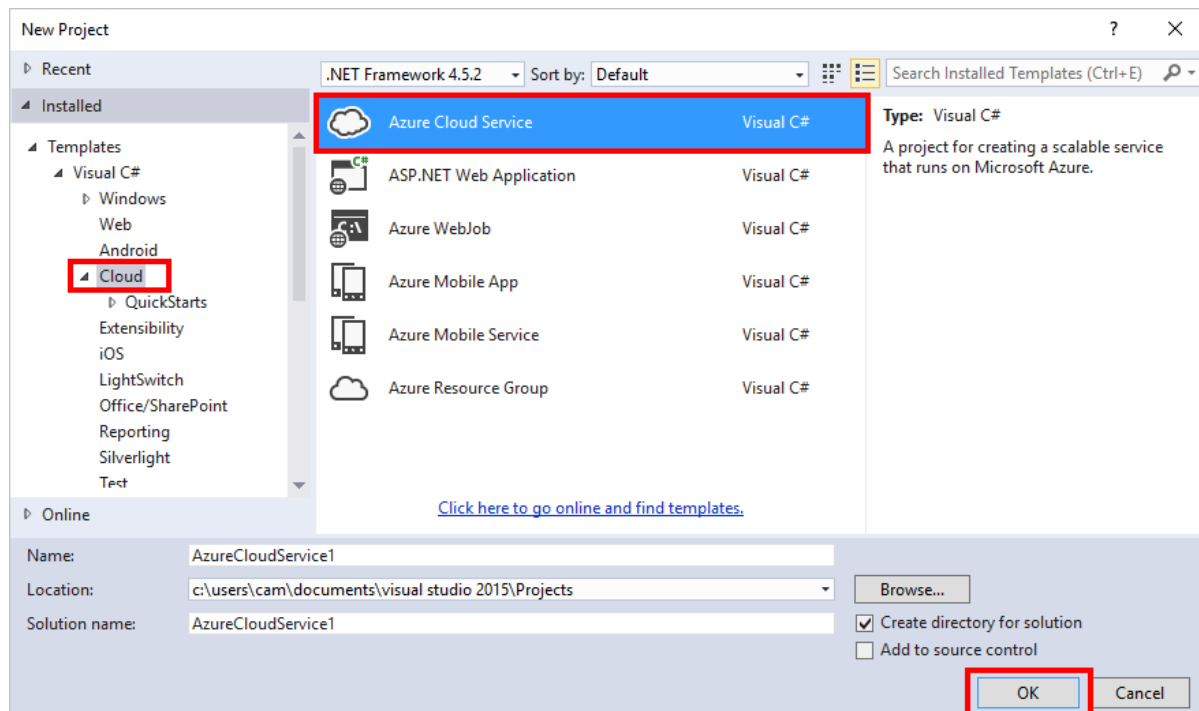 New Project
?
Recent
.NET Framework 4.5.2
Sort by: Default
Search Installed Templates (Ctrl+E)
Installed
Templates
Visual C#
Windows
Web
Android
Cloud
QuickStarts
Extensibility
iOS
LightSwitch
Office/SharePoint
Reporting
Silverlight
Test
Online
Azure Cloud Service Visual C#
C#
ASP.NET Web Application Visual C#
C:\
Azure WebJob Visual C#
Azure Mobile App Visual C#
Azure Mobile Service Visual C#
Azure Resource Group Visual C#
Click here to go online and find templates.
Type: Visual C#
A project for creating a scalable service
that runs on Microsoft Azure.
Name: AzureCloudService1
Location: c:\users\cam\documents\visual studio 2015\Projects
Browse...
Solution name: AzureCloudService1
Create directory for solution
Add to source control
OK
Cancel